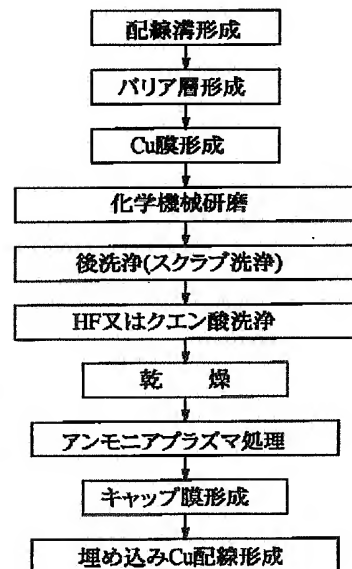 配線溝形成
バリア層形成
Cu膜形成
化学機械研磨
後洗浄(スクラブ洗浄)
HF又はクエン酸洗浄
乾　　燥
アンモニアプラズマ処理
キャップ膜形成
埋め込みCu配線形成